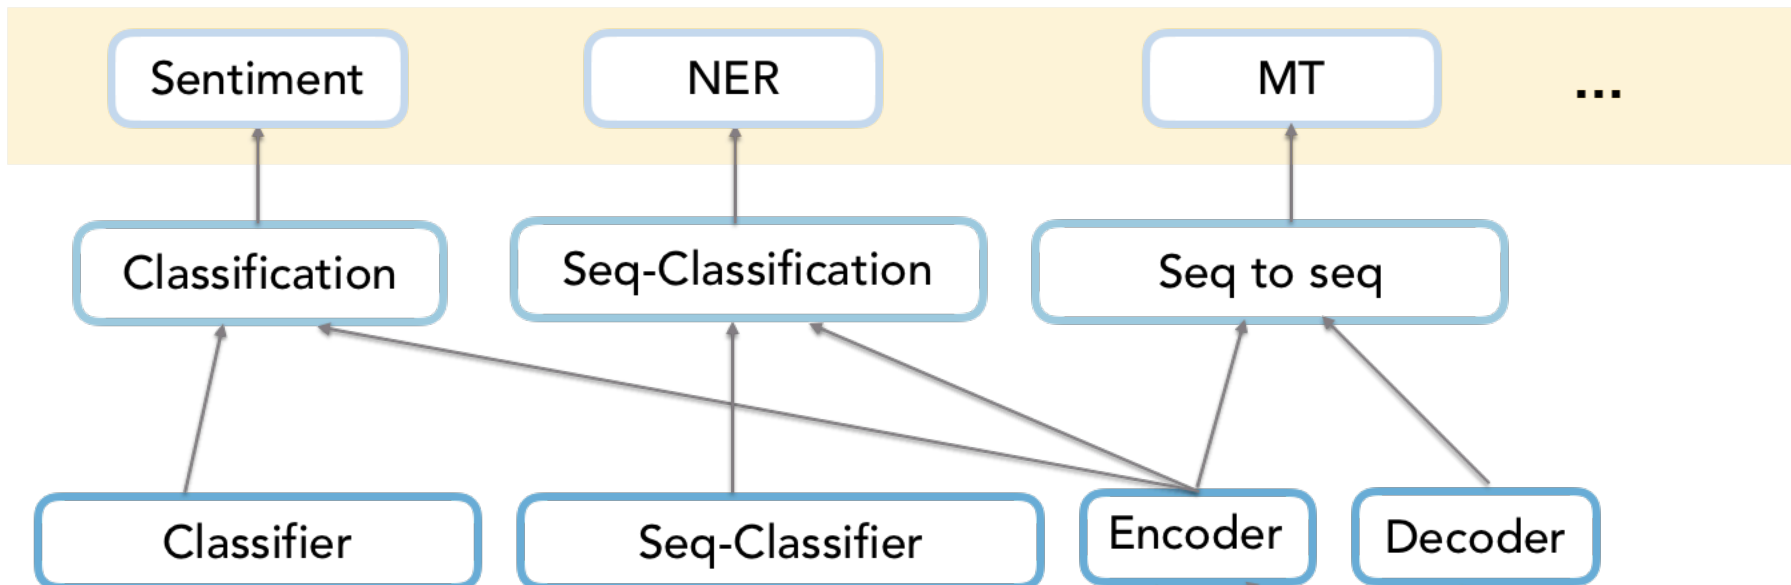 Sentiment
NER
MT
...
Classification
Seq-Classification
Seq to seq
Classifier
Seq-Classifier
Encoder
Decoder